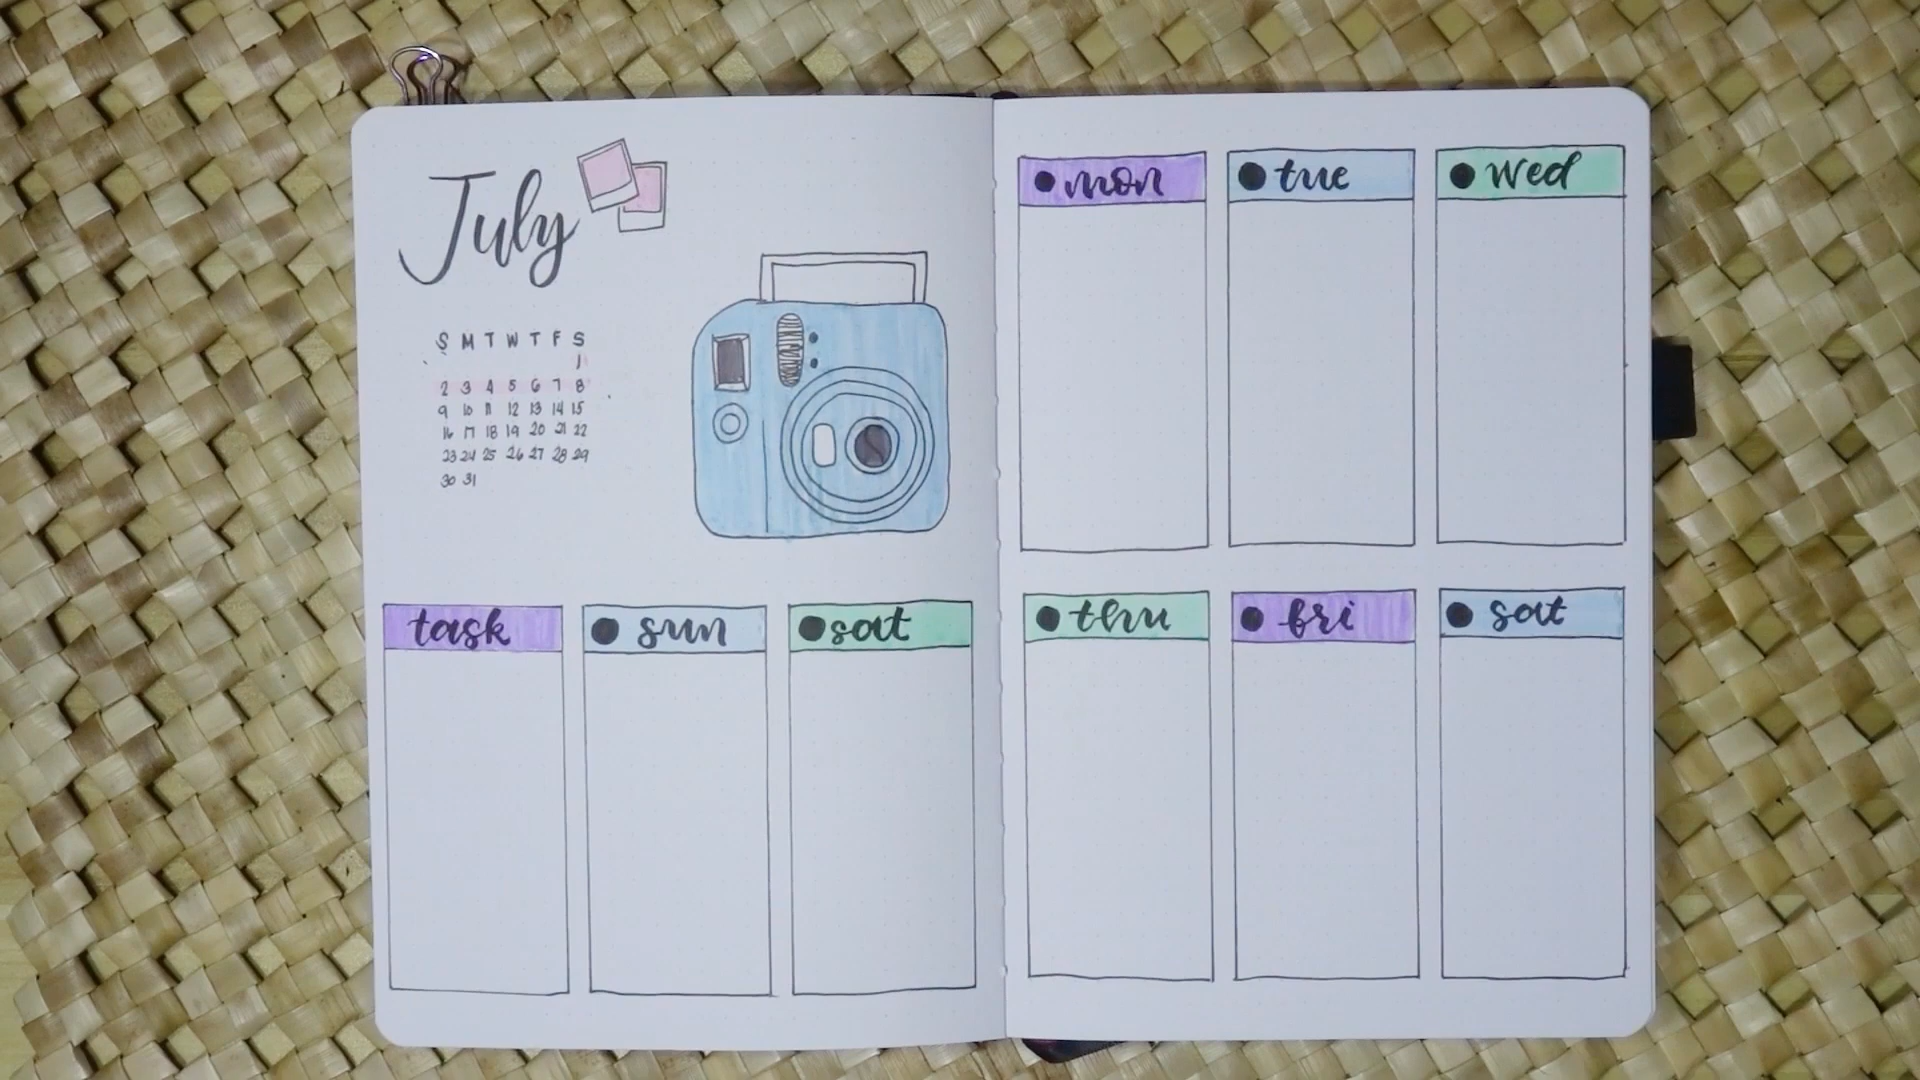 July
S M T W T F S
1
2 3 4 5 6 7 8
9 10 11 12 13 14 15
16 17 18 19 20 21 22
23 24 25 26 27 28 29
30 31
task
sun
sat
mon
tue
wed
thu
fri
sat